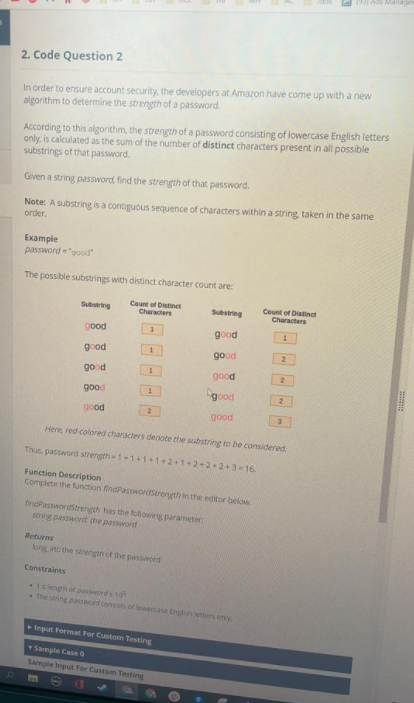 2. Code Question 2
In order to ensure account security, the developers at Amazon have come up with a new
algorithm to determine the strength of a password.
According to this algorithm, the strength of a password consisting of lowercase English letters
only, is calculated as the sum of the number of distinct characters present in all possible
substrings of that password.
Given a string password, find the strength of that password.
Note: A substring is a contiguous sequence of characters within a string, taken in the same
order.
Example
password = "good"
The possible substrings with distinct character count are:
Substring Count of Distinct Characters Substring Count of Distinct Characters
good 1 good 1
good 1 good 2
good 1 good 2
good 1 good 2
good 2 good 3
Here, red-colored characters denote the substring to be considered.
Thus, password strength = 1 + 1 + 1 + 1 + 2 + 1 + 2 + 2 + 2 + 3 = 16.
Function Description
Complete the function findPasswordStrength in the editor below.
findPasswordStrength has the following parameter:
string password: the password
Returns
long_int: the strength of the password
Constraints
• 1 ≤ length of password ≤ 10⁵
• The string password consists of lowercase English letters only.
▸ Input Format For Custom Testing
▾ Sample Case 0
Sample Input For Custom Testing